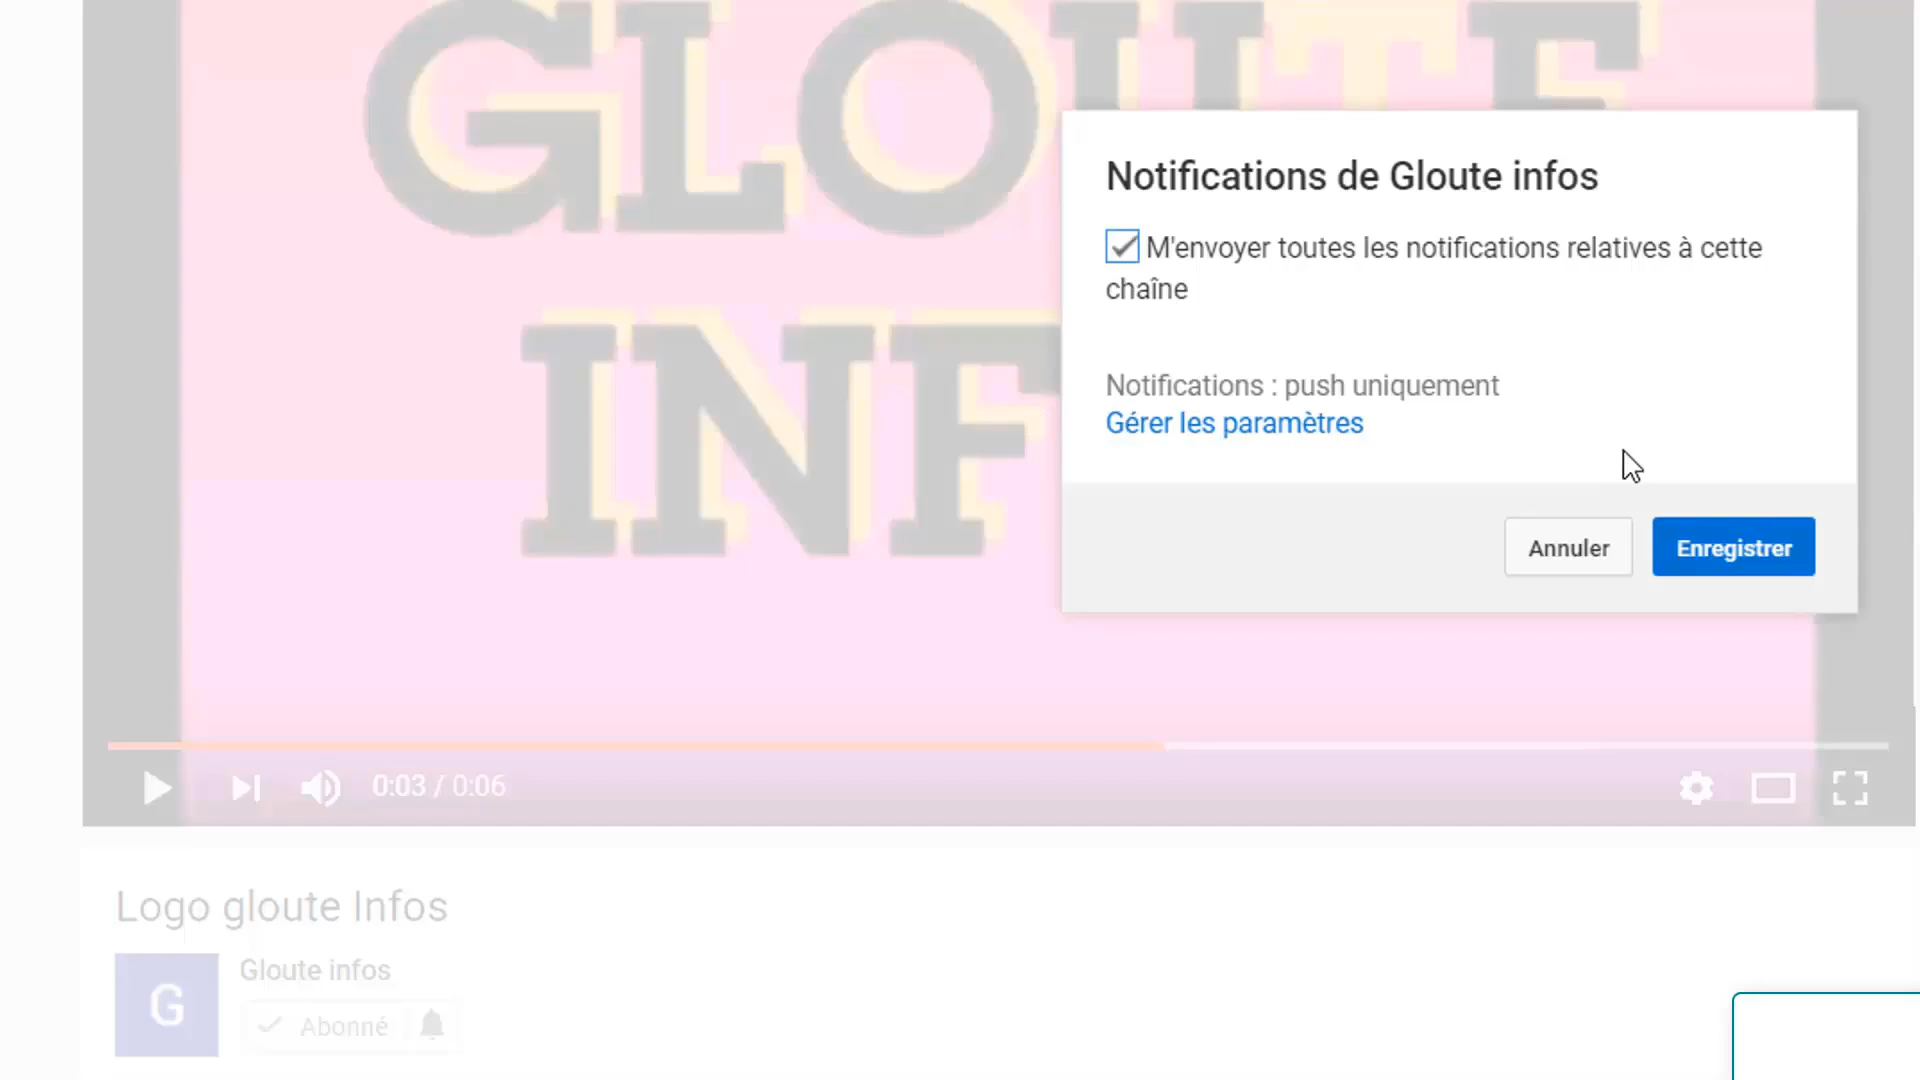 GLOUTE
INF
Notifications de Gloute infos
M'envoyer toutes les notifications relatives à cette
chaîne
Notifications : push uniquement
Gérer les paramètres
Annuler
Enregistrer
0:03 / 0:06
Logo gloute Infos
G
Gloute infos
Abonné